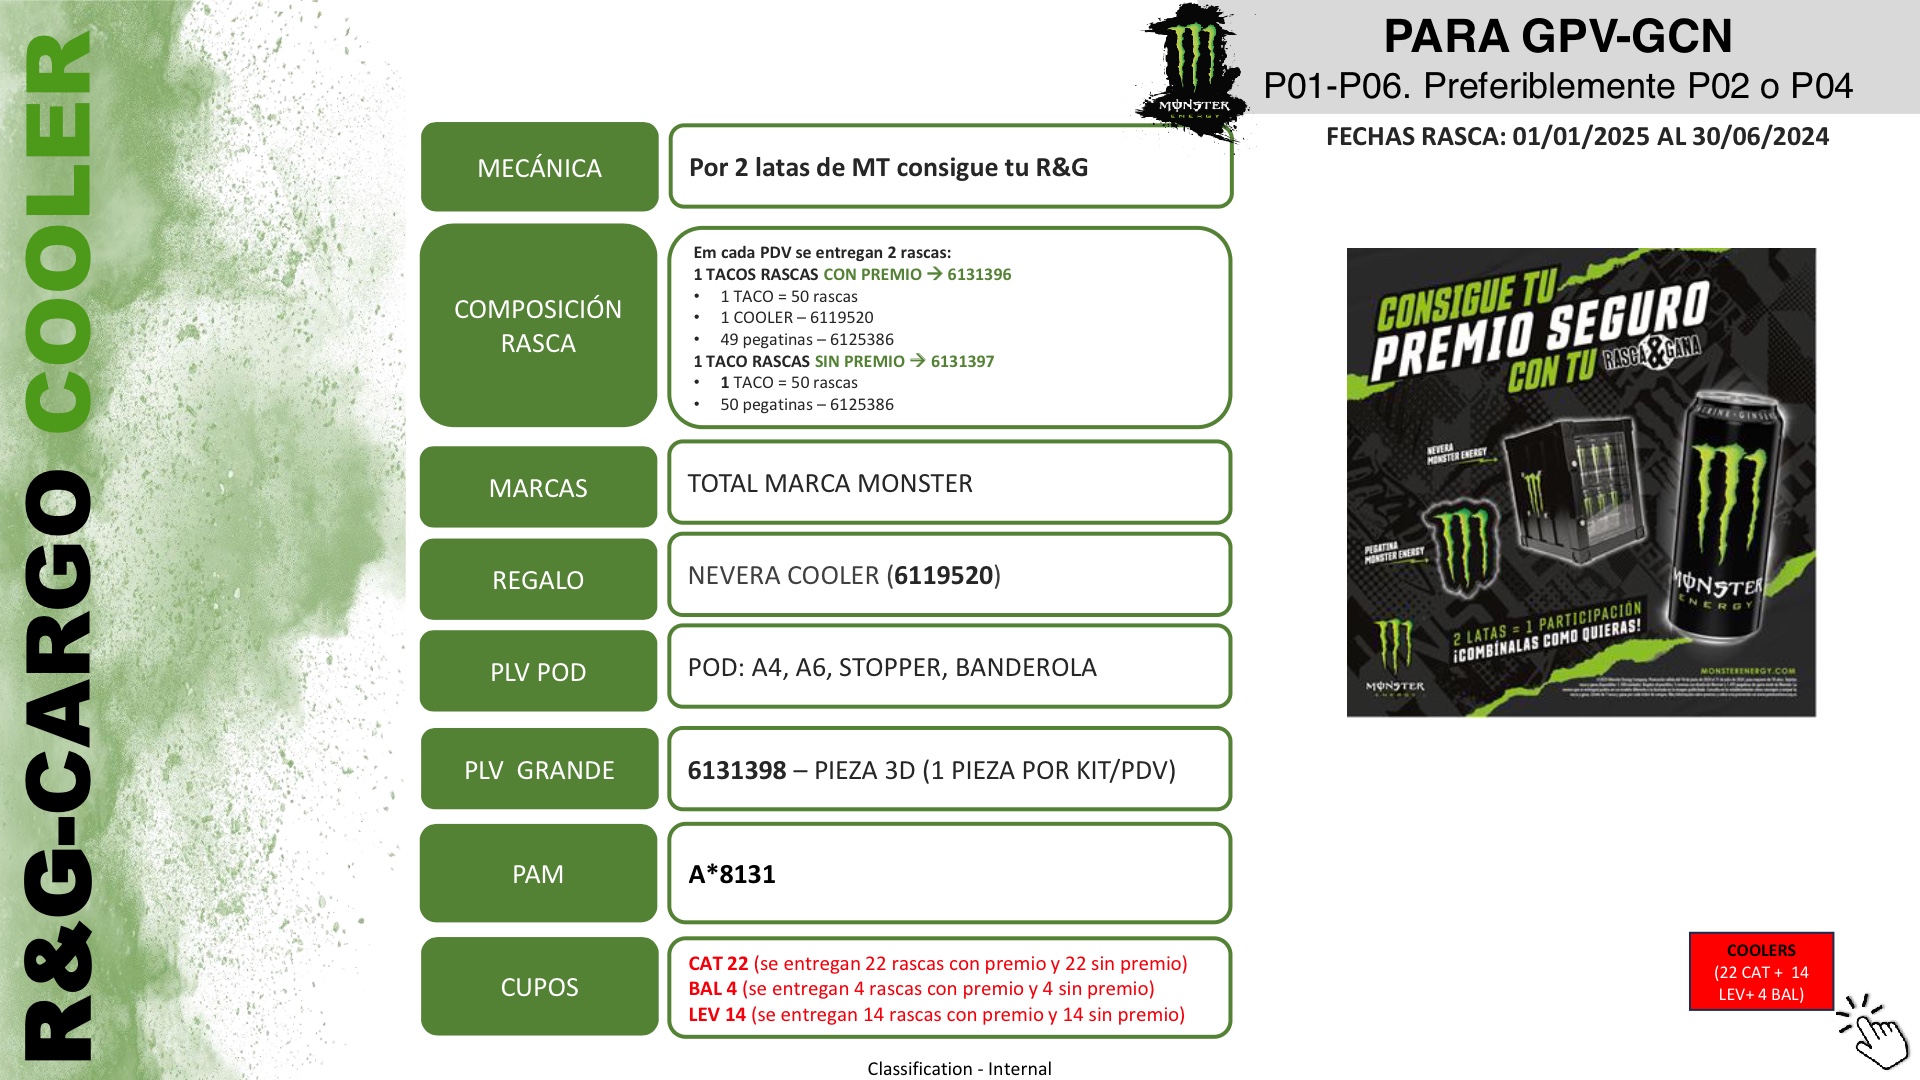 R&G-CARGO COOLER
MONSTER
ENERGY
PARA GPV-GCN
P01-P06. Preferiblemente P02 o P04
FECHAS RASCA: 01/01/2025 AL 30/06/2024
MECÁNICA
Por 2 latas de MT consigue tu R&G
COMPOSICIÓN
RASCA
Em cada PDV se entregan 2 rascas:
1 TACOS RASCAS CON PREMIO → 6131396
• 1 TACO = 50 rascas
• 1 COOLER – 6119520
• 49 pegatinas – 6125386
1 TACO RASCAS SIN PREMIO → 6131397
• 1 TACO = 50 rascas
• 50 pegatinas – 6125386
MARCAS
TOTAL MARCA MONSTER
REGALO
NEVERA COOLER (6119520)
PLV POD
POD: A4, A6, STOPPER, BANDEROLA
PLV GRANDE
6131398 – PIEZA 3D (1 PIEZA POR KIT/PDV)
PAM
A*8131
CUPOS
CAT 22 (se entregan 22 rascas con premio y 22 sin premio)
BAL 4 (se entregan 4 rascas con premio y 4 sin premio)
LEV 14 (se entregan 14 rascas con premio y 14 sin premio)
CONSIGUE TU
PREMIO SEGURO
CON TU RASCA&GANA
NEVERA
MONSTER ENERGY
PEGATINA
MONSTER ENERGY
MONSTER
ENERGY
2 LATAS = 1 PARTICIPACIÓN
¡COMBÍNALAS COMO QUIERAS!
MONSTER
ENERGY
MONSTERENERGY.COM
COOLERS
(22 CAT + 14
LEV+ 4 BAL)
Classification - Internal